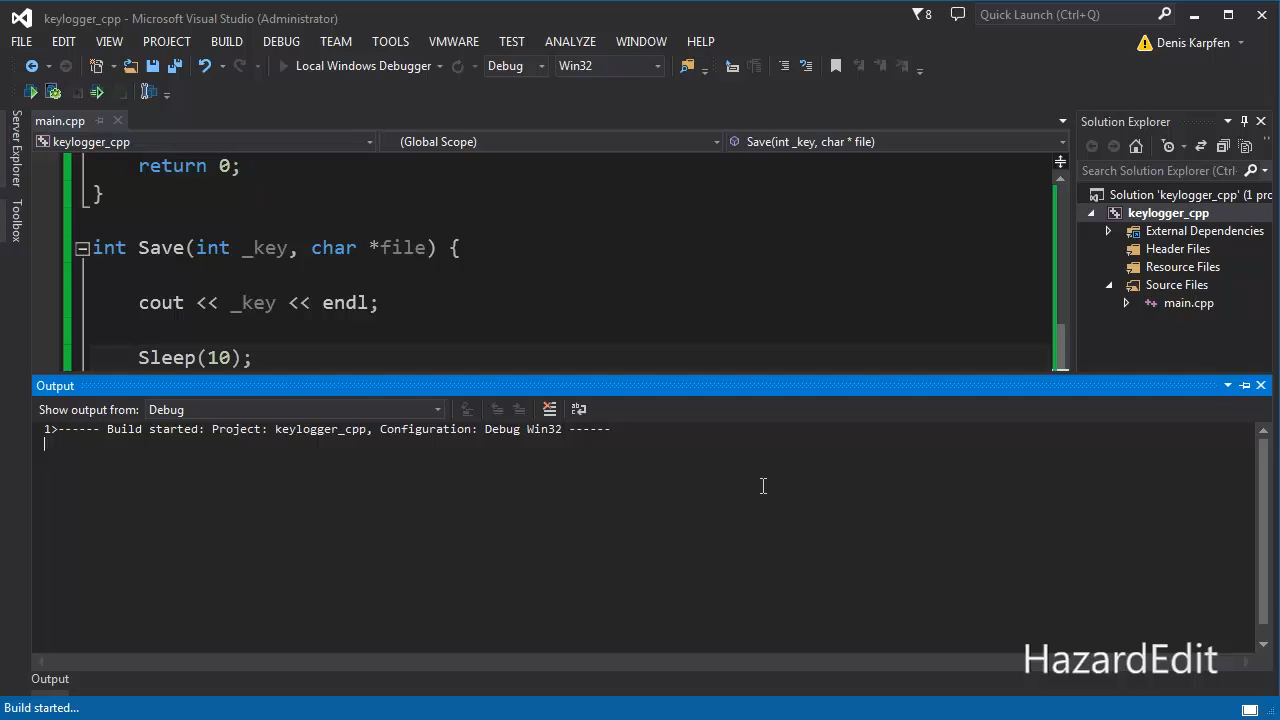 keylogger_cpp - Microsoft Visual Studio (Administrator)
8
Quick Launch (Ctrl+Q)
FILE EDIT VIEW PROJECT BUILD DEBUG TEAM TOOLS VMWARE TEST ANALYZE WINDOW HELP
Denis Karpfen
Local Windows Debugger Debug Win32
Server Explorer
Toolbox
main.cpp
keylogger_cpp (Global Scope) Save(int _key, char * file)
return 0;
}
int Save(int _key, char *file) {
cout << _key << endl;
Sleep(10);
Solution Explorer
Search Solution Explorer (Ctrl-
Solution 'keylogger_cpp' (1 pro
keylogger_cpp
External Dependencies
Header Files
Resource Files
Source Files
main.cpp
Output
Show output from: Debug
1>------ Build started: Project: keylogger_cpp, Configuration: Debug Win32 ------
HazardEdit
Output
Build started...